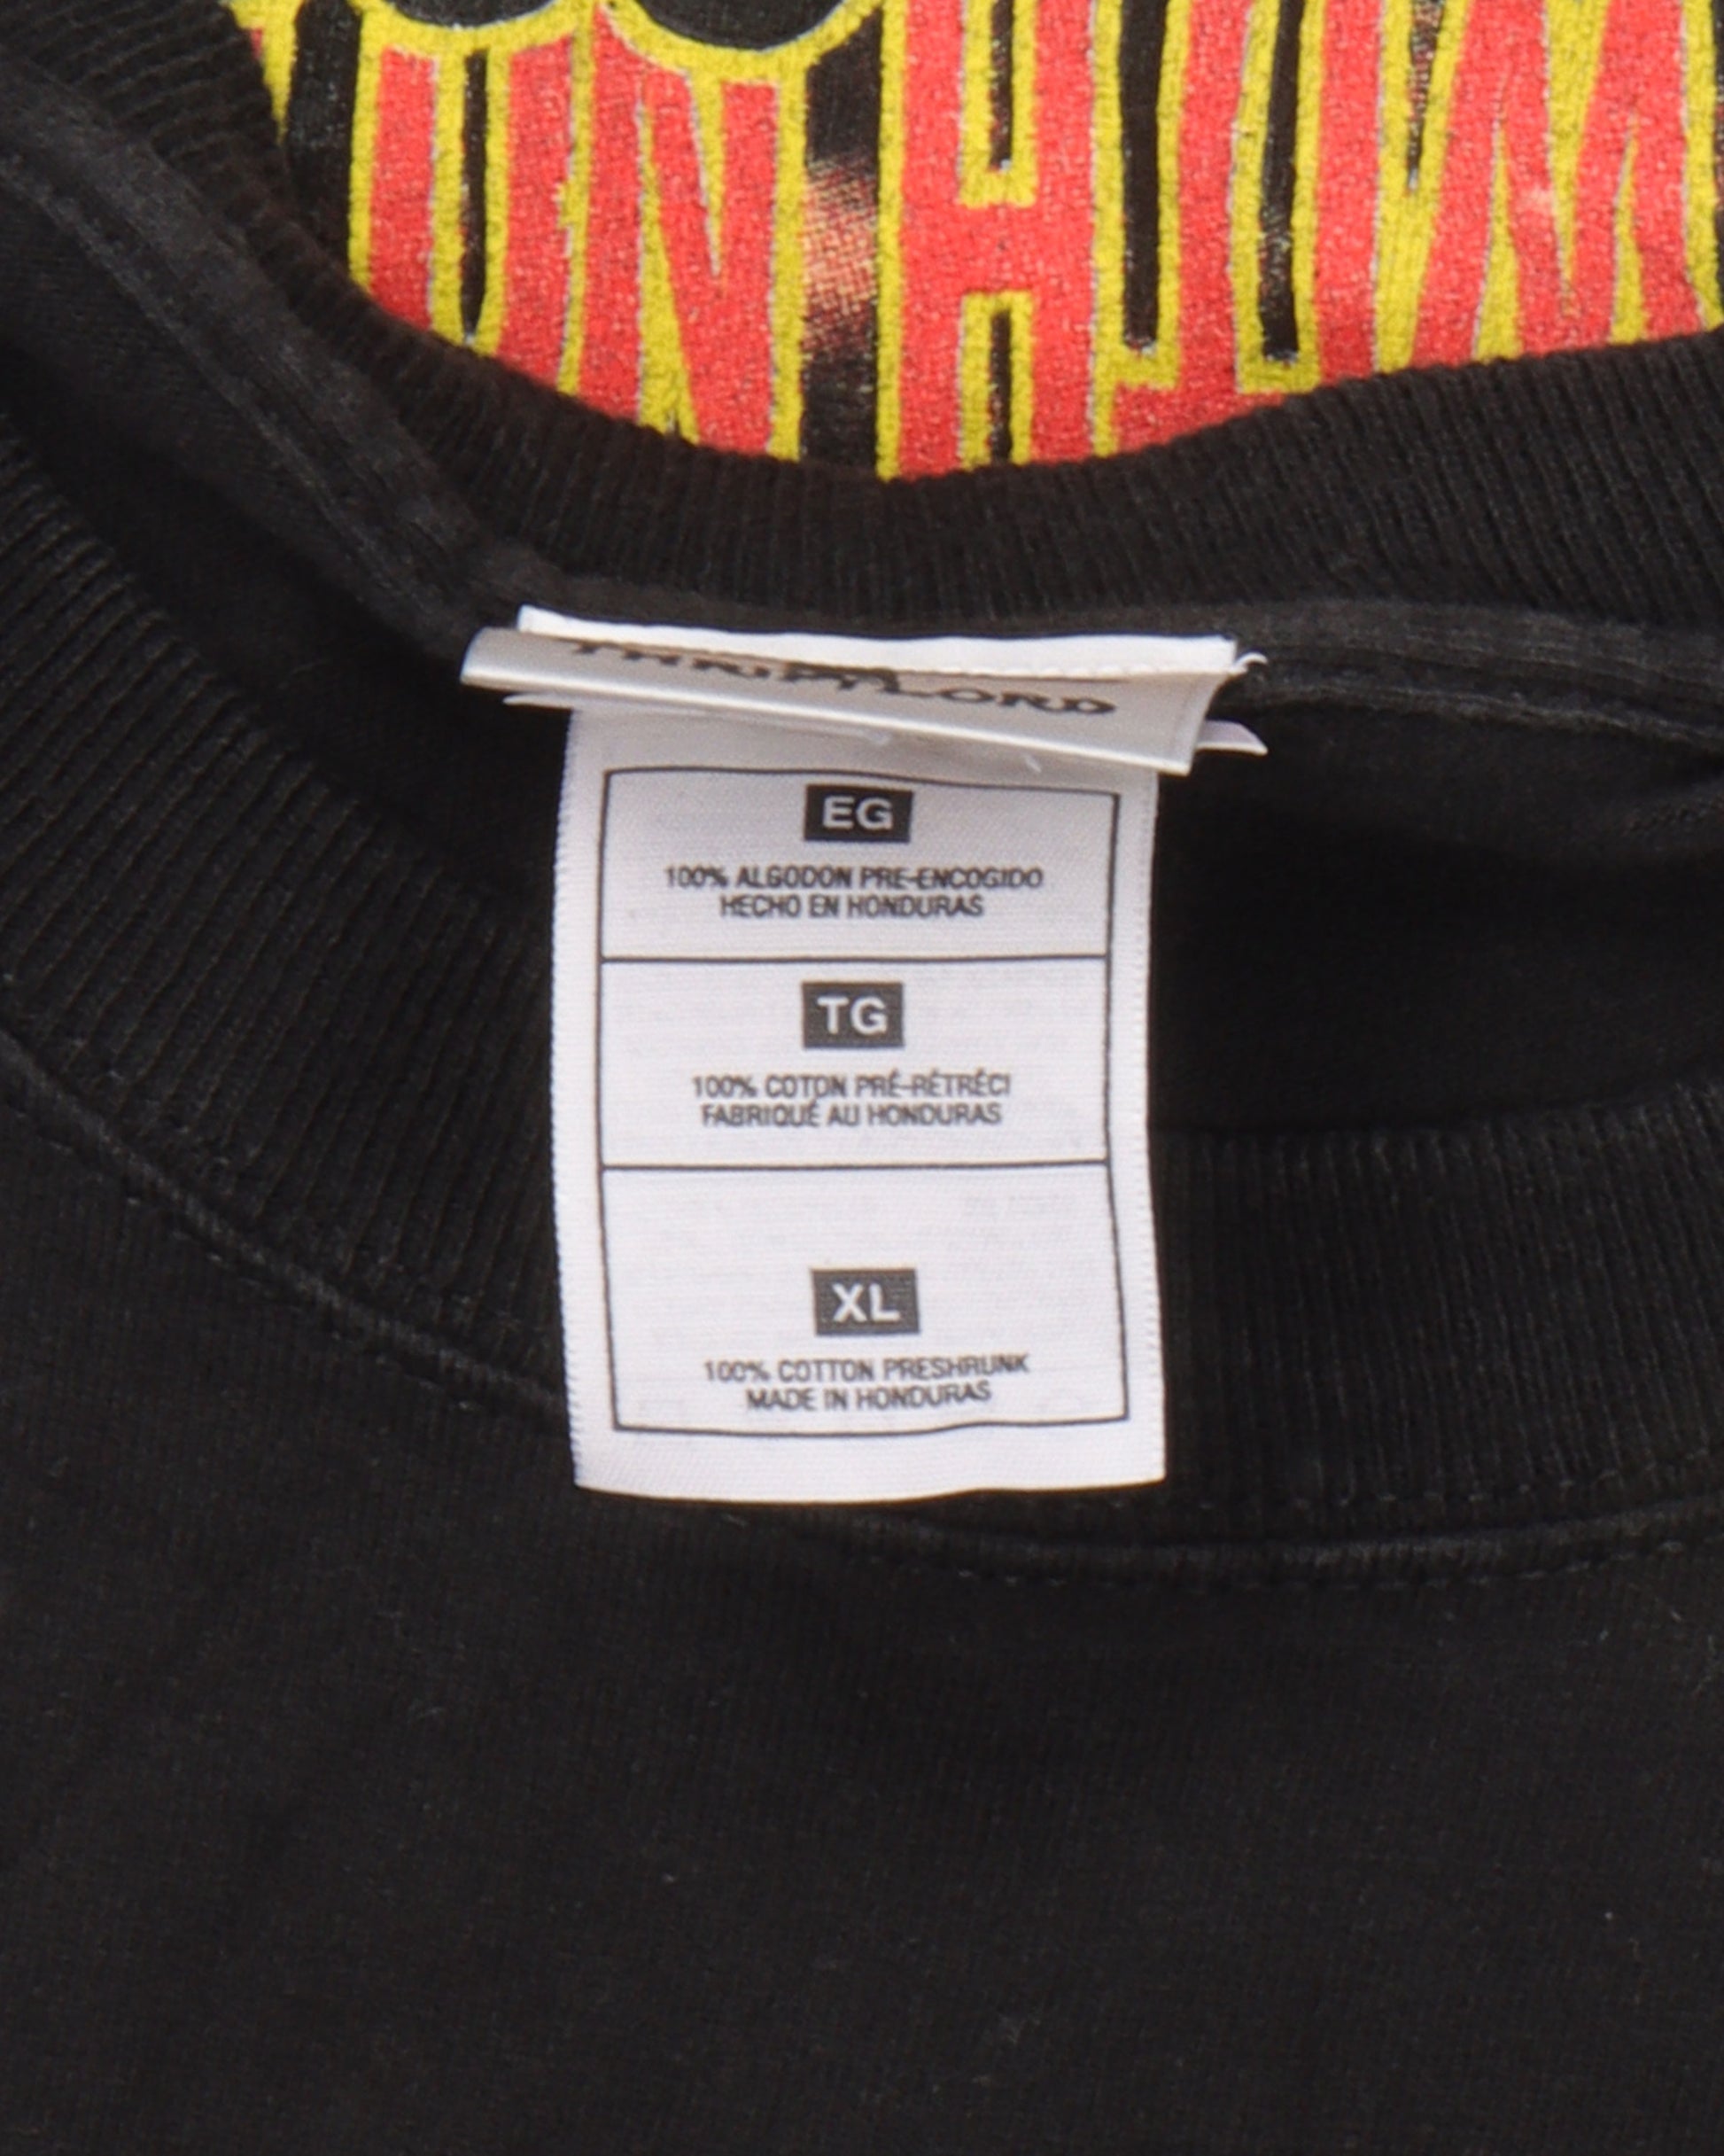 THRIFTLORD
EG
100% ALGODON PRE-ENCOGIDO
HECHO EN HONDURAS
TG
100% COTON PRÉ-RÉTRÉCI
FABRIQUÉ AU HONDURAS
XL
100% COTTON PRESHRUNK
MADE IN HONDURAS